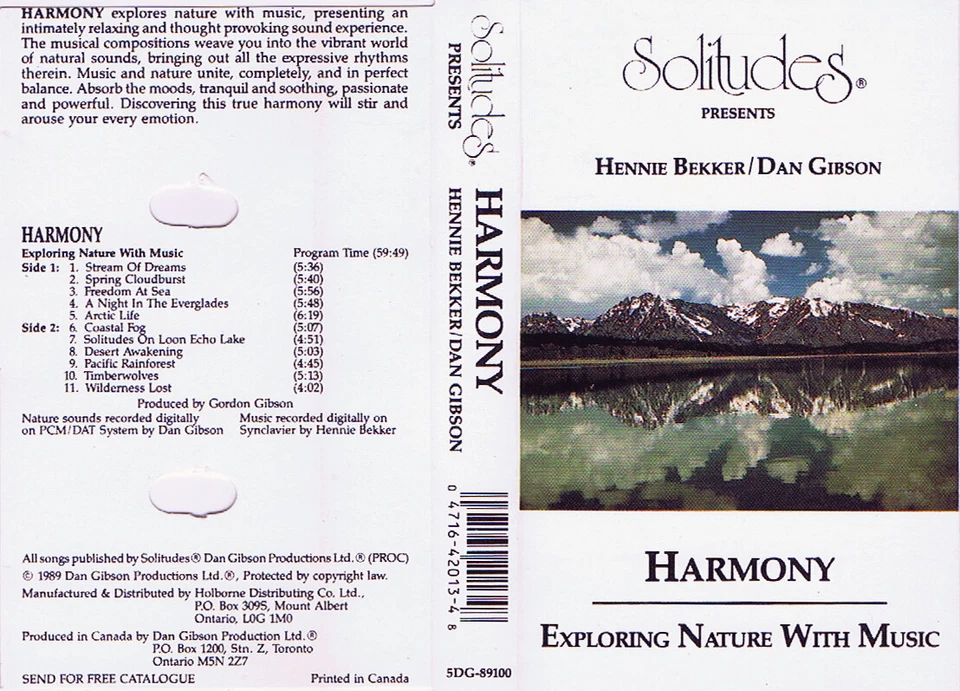 HARMONY explores nature with music, presenting an
intimately relaxing and thought provoking sound experience.
The musical compositions weave you into the vibrant world
of natural sounds, bringing out all the expressive rhythms
therein. Music and nature unite, completely, and in perfect
balance. Absorb the moods, tranquil and soothing, passionate
and powerful. Discovering this true harmony will stir and
arouse your every emotion.
HARMONY
Exploring Nature With Music Program Time (59:49)
Side 1: 1. Stream Of Dreams (5:36)
2. Spring Cloudburst (5:40)
3. Freedom At Sea (5:56)
4. A Night In The Everglades (5:48)
5. Arctic Life (6:19)
Side 2: 6. Coastal Fog (5:07)
7. Solitudes On Loon Echo Lake (4:51)
8. Desert Awakening (5:03)
9. Pacific Rainforest (4:45)
10. Timberwolves (5:13)
11. Wilderness Lost (4:02)
Produced by Gordon Gibson
Nature sounds recorded digitally Music recorded digitally on
on PCM/DAT System by Dan Gibson Synclavier by Hennie Bekker
All songs published by Solitudes® Dan Gibson Productions Ltd.® (PROC)
© 1989 Dan Gibson Productions Ltd.®, Protected by copyright law.
Manufactured & Distributed by Holborne Distributing Co. Ltd.,
P.O. Box 3095, Mount Albert
Ontario, L0G 1M0
Produced in Canada by Dan Gibson Production Ltd.®
P.O. Box 1200, Stn. Z, Toronto
Ontario M5N 2Z7
SEND FOR FREE CATALOGUE Printed in Canada
Solitudes®
PRESENTS
HARMONY
HENNIE BEKKER/DAN GIBSON
0 4716-42013-4 8
5DG-89100
Solitudes®
PRESENTS
HENNIE BEKKER/DAN GIBSON
HARMONY
EXPLORING NATURE WITH MUSIC